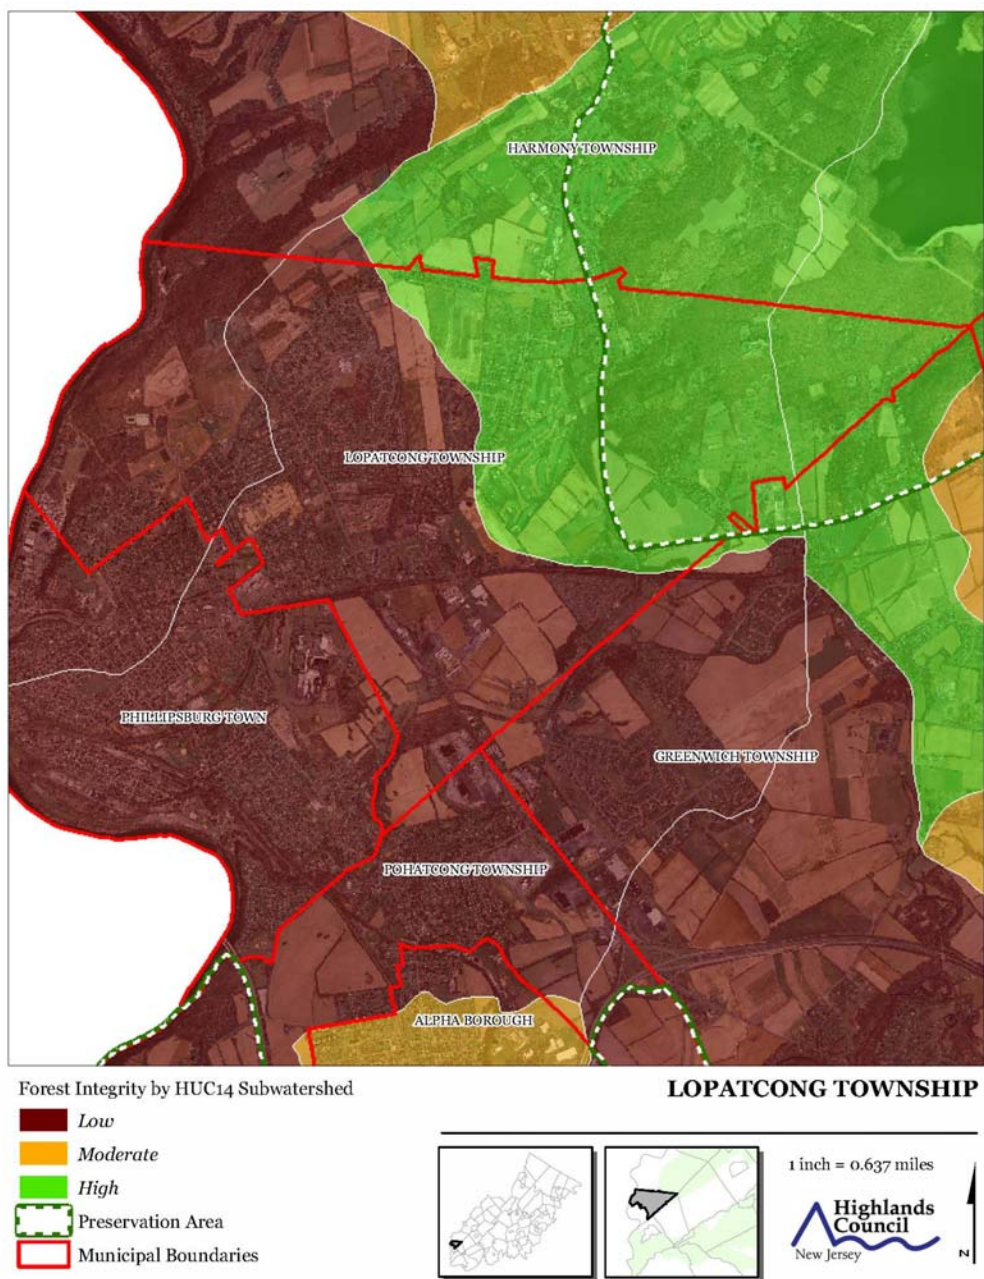 HARMONY TOWNSHIP
LOPATCONG TOWNSHIP
PHILLIPSBURG TOWN
GREENWICH TOWNSHIP
POHATCONG TOWNSHIP
ALPHA BOROUGH
Forest Integrity by HUC14 Subwatershed
Low
Moderate
High
Preservation Area
Municipal Boundaries
LOPATCONG TOWNSHIP
1 inch = 0.637 miles
Highlands
Council
New Jersey
N